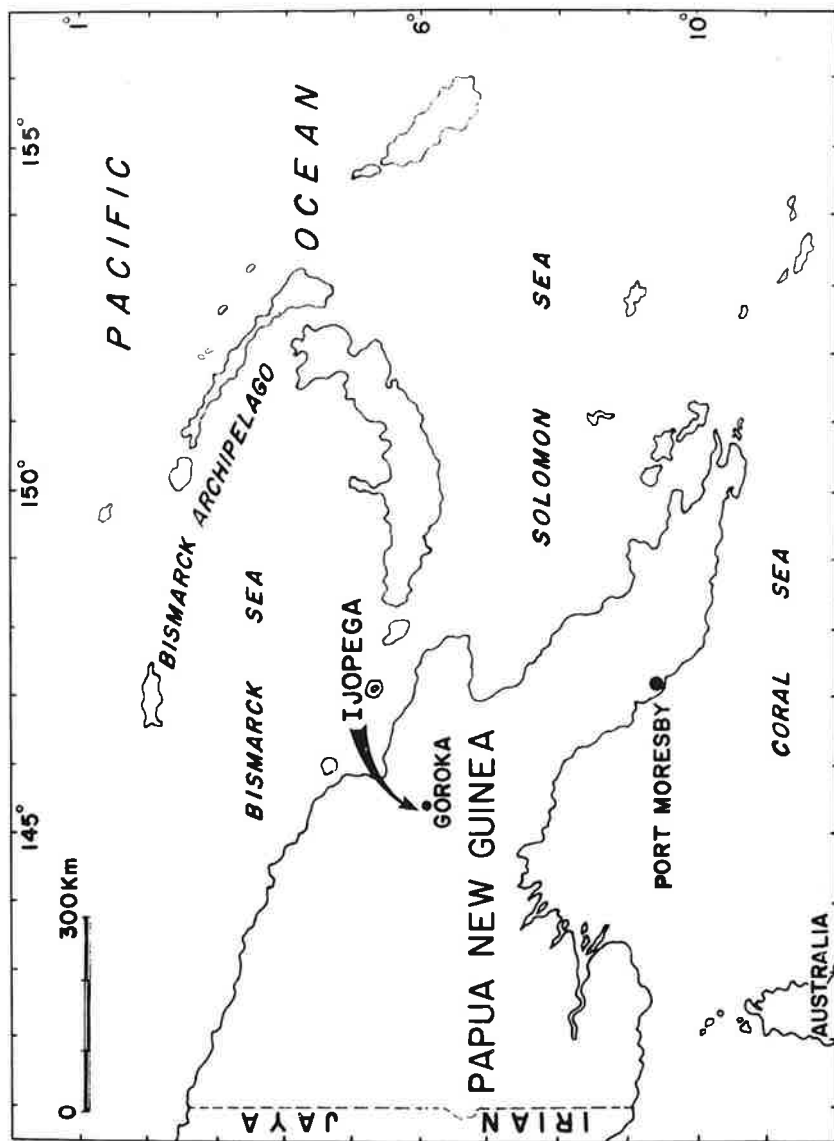 0 300Km
145°
150°
155°
1°
6°
10°
PACIFIC
OCEAN
BISMARCK ARCHIPELAGO
BISMARCK SEA
IJOPEGA
GOROKA
PAPUA NEW GUINEA
IRIAN JAYA
SOLOMON SEA
PORT MORESBY
CORAL SEA
AUSTRALIA